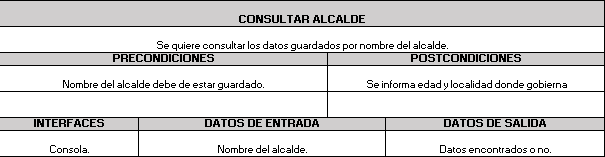 CONSULTAR ALCALDE
Se quiere consultar los datos guardados por nombre del alcalde.
PRECONDICIONES POSTCONDICIONES
Nombre del alcalde debe de estar guardado. Se informa edad y localidad donde gobierna
INTERFACES DATOS DE ENTRADA DATOS DE SALIDA
Consola. Nombre del alcalde. Datos encontrados o no.